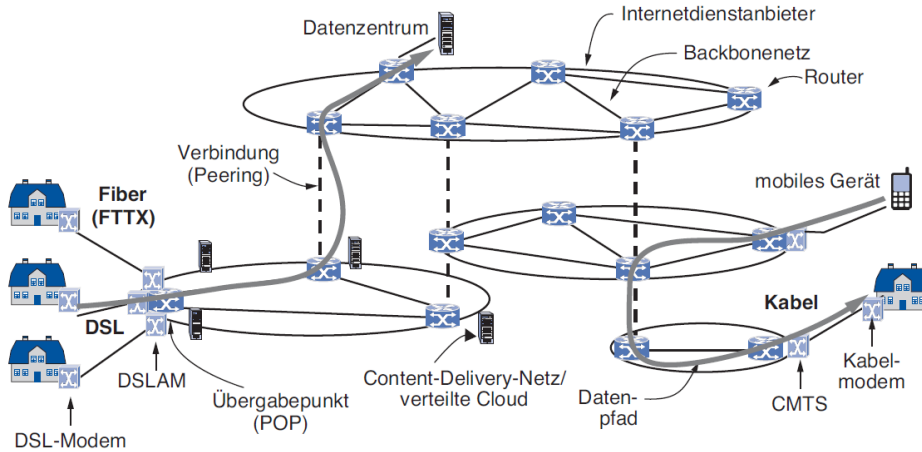 Datenzentrum
Internetdienstanbieter
Backbonenetz
Router
Verbindung
(Peering)
mobiles Gerät
Fiber
(FTTX)
DSL
Kabel
DSLAM
Übergabepunkt
(POP)
DSL-Modem
Content-Delivery-Netz/
verteilte Cloud
Daten-
pfad
CMTS
Kabel-
modem